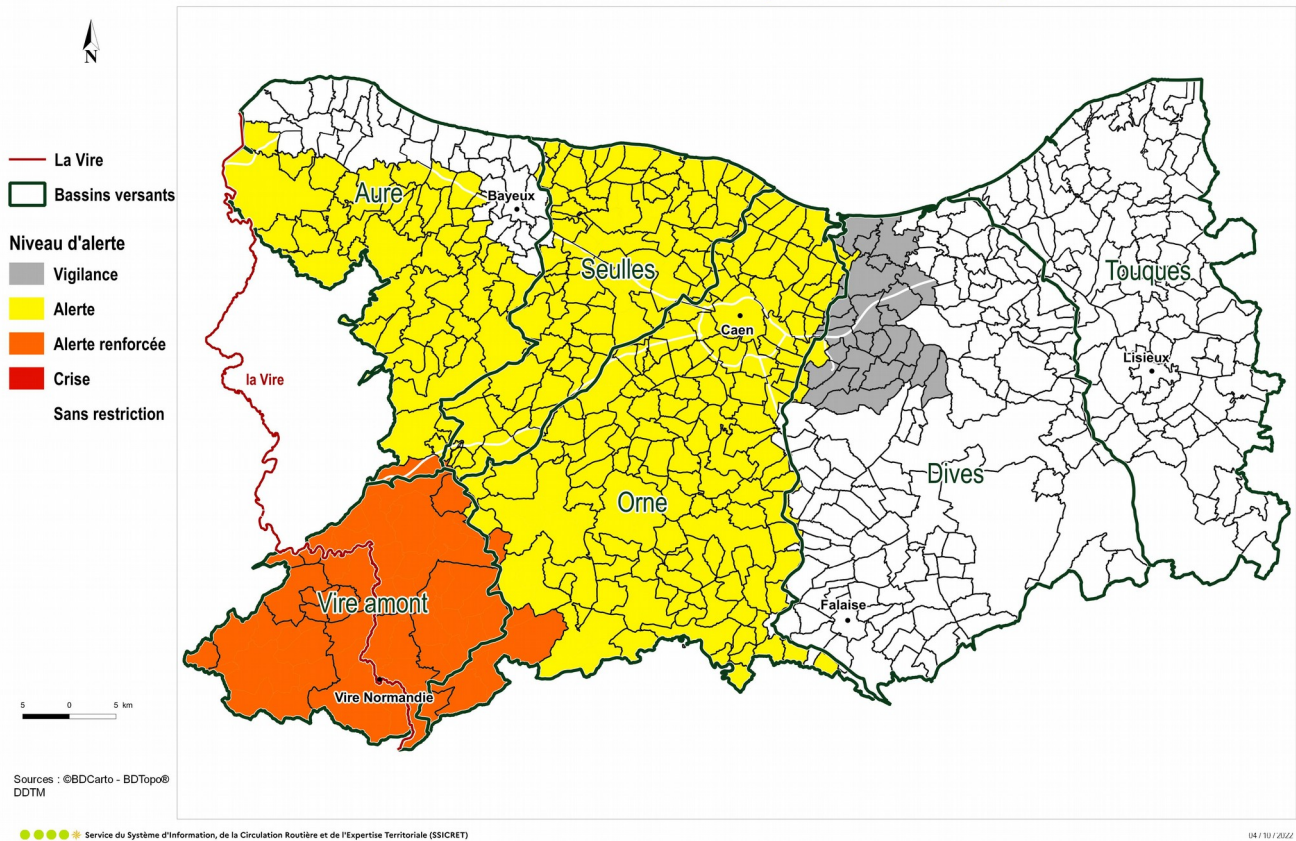 N
La Vire
Bassins versants
Niveau d'alerte
Vigilance
Alerte
Alerte renforcée
Crise
Sans restriction
la Vire
Aure
Bayeux
Seulles
Caen
Touques
Lisieux
Dives
Orne
Falaise
Vire amont
Vire Normandie
5 0 5 km
Sources : ©BDCarto - BDTopo®
DDTM
Service du Système d'Information, de la Circulation Routière et de l'Expertise Territoriale (SSICRET)
04/10/2022